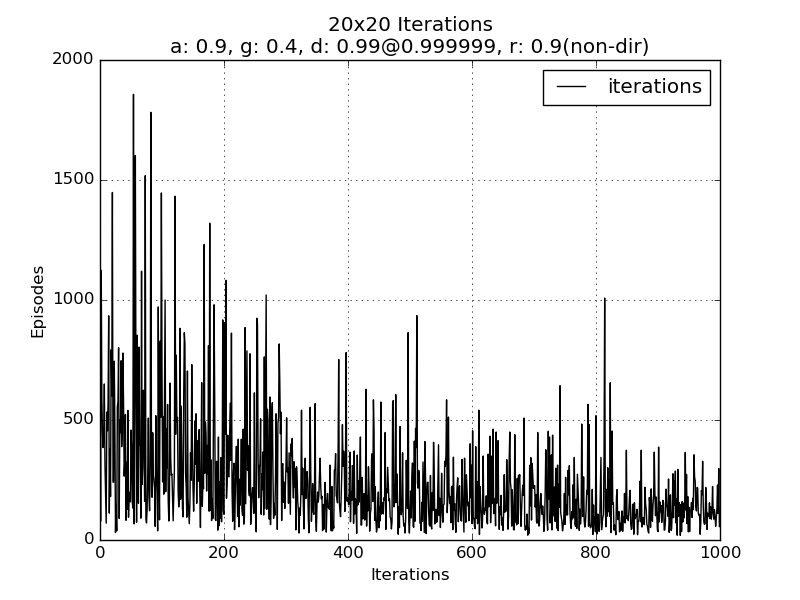 20x20 Iterations
a: 0.9, g: 0.4, d: 0.99@0.999999, r: 0.9(non-dir)
2000
iterations
1500
1000
Episodes
500
0
0 200 400 600 800 1000
Iterations